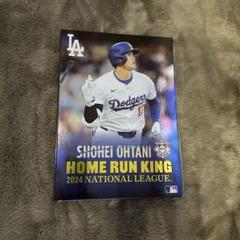 LA
Dodgers
SHOHEI OHTANI
HOME RUN KING
2024 NATIONAL LEAGUE